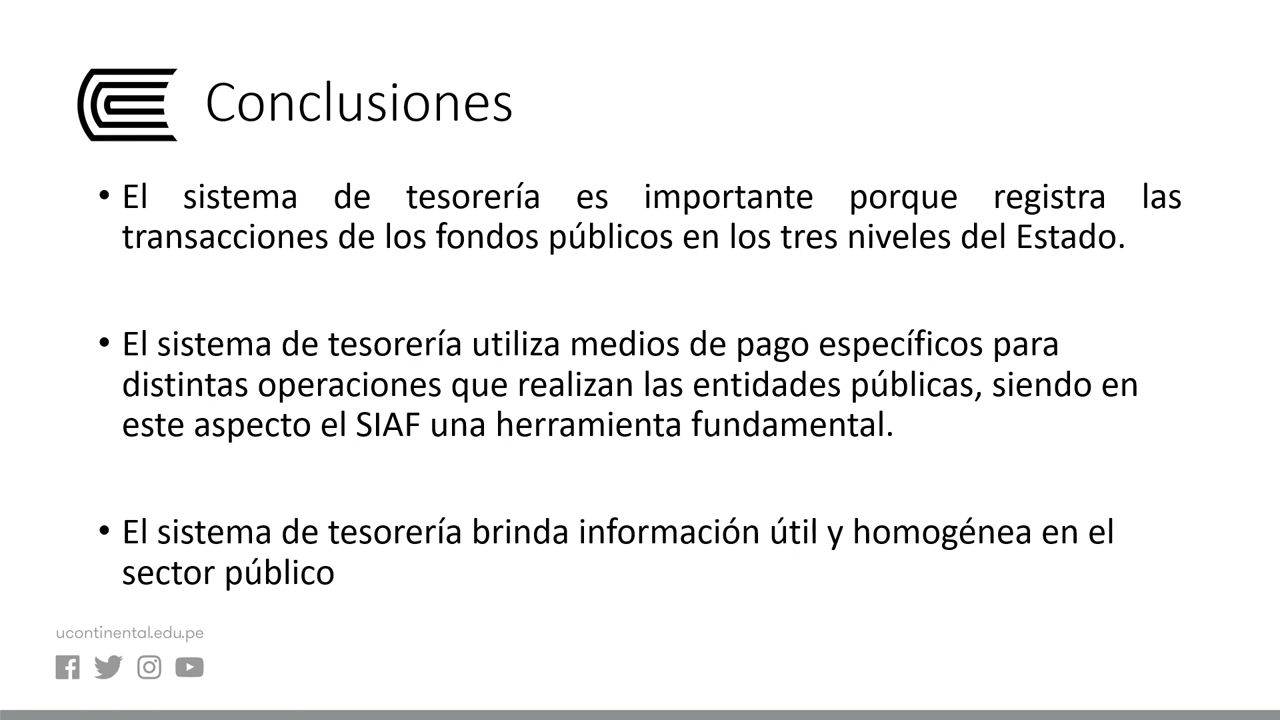 Conclusiones
• El sistema de tesorería es importante porque registra las
transacciones de los fondos públicos en los tres niveles del Estado.
• El sistema de tesorería utiliza medios de pago específicos para
distintas operaciones que realizan las entidades públicas, siendo en
este aspecto el SIAF una herramienta fundamental.
• El sistema de tesorería brinda información útil y homogénea en el
sector público
ucontinental.edu.pe